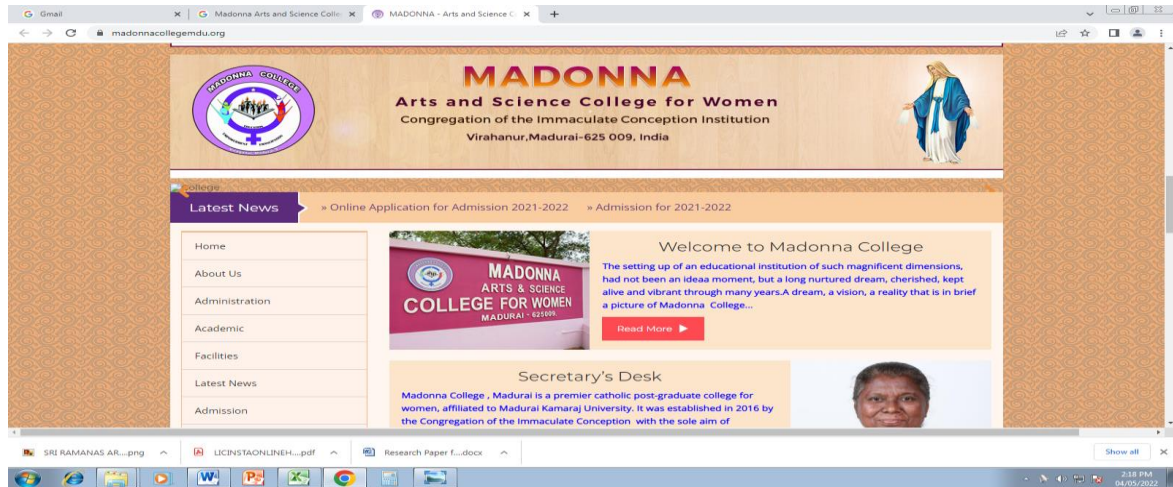 Gmail
Madonna Arts and Science Colle
MADONNA - Arts and Science C
madonnacollegemdu.org
MADONNA COLLEGE
MADONNA
Arts and Science College for Women
Congregation of the Immaculate Conception Institution
Virahanur,Madurai-625 009, India
College
Latest News
» Online Application for Admission 2021-2022 » Admission for 2021-2022
Home
About Us
Administration
Academic
Facilities
Latest News
Admission
MADONNA
ARTS & SCIENCE
COLLEGE FOR WOMEN
MADURAI - 625009.
Welcome to Madonna College
The setting up of an educational institution of such magnificent dimensions,
had not been an ideaa moment, but a long nurtured dream, cherished, kept
alive and vibrant through many years.A dream, a vision, a reality that is in brief
a picture of Madonna College...
Read More
Secretary's Desk
Madonna College , Madurai is a premier catholic post-graduate college for
women, affiliated to Madurai Kamaraj University. It was established in 2016 by
the Congregation of the Immaculate Conception with the sole aim of
SRI RAMANAS AR....png
LICINSTAONLINEH....pdf
Research Paper f....docx
Show all
2:18 PM
04/05/2022